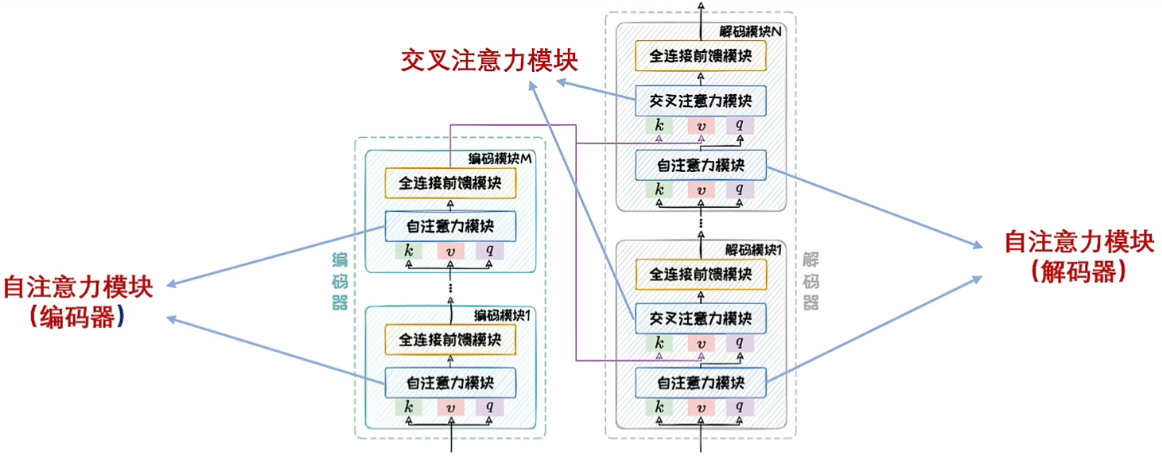 解码模块N
全连接前馈模块
交叉注意力模块
交叉注意力模块
k v q
编码模块M
自注意力模块
全连接前馈模块
k v q
自注意力模块
k v q
...
自注意力模块
(解码器)
编码器
解码器
解码模块1
全连接前馈模块
...
自注意力模块
(编码器)
编码模块1
交叉注意力模块
全连接前馈模块
k v q
自注意力模块
自注意力模块
k v q
k v q